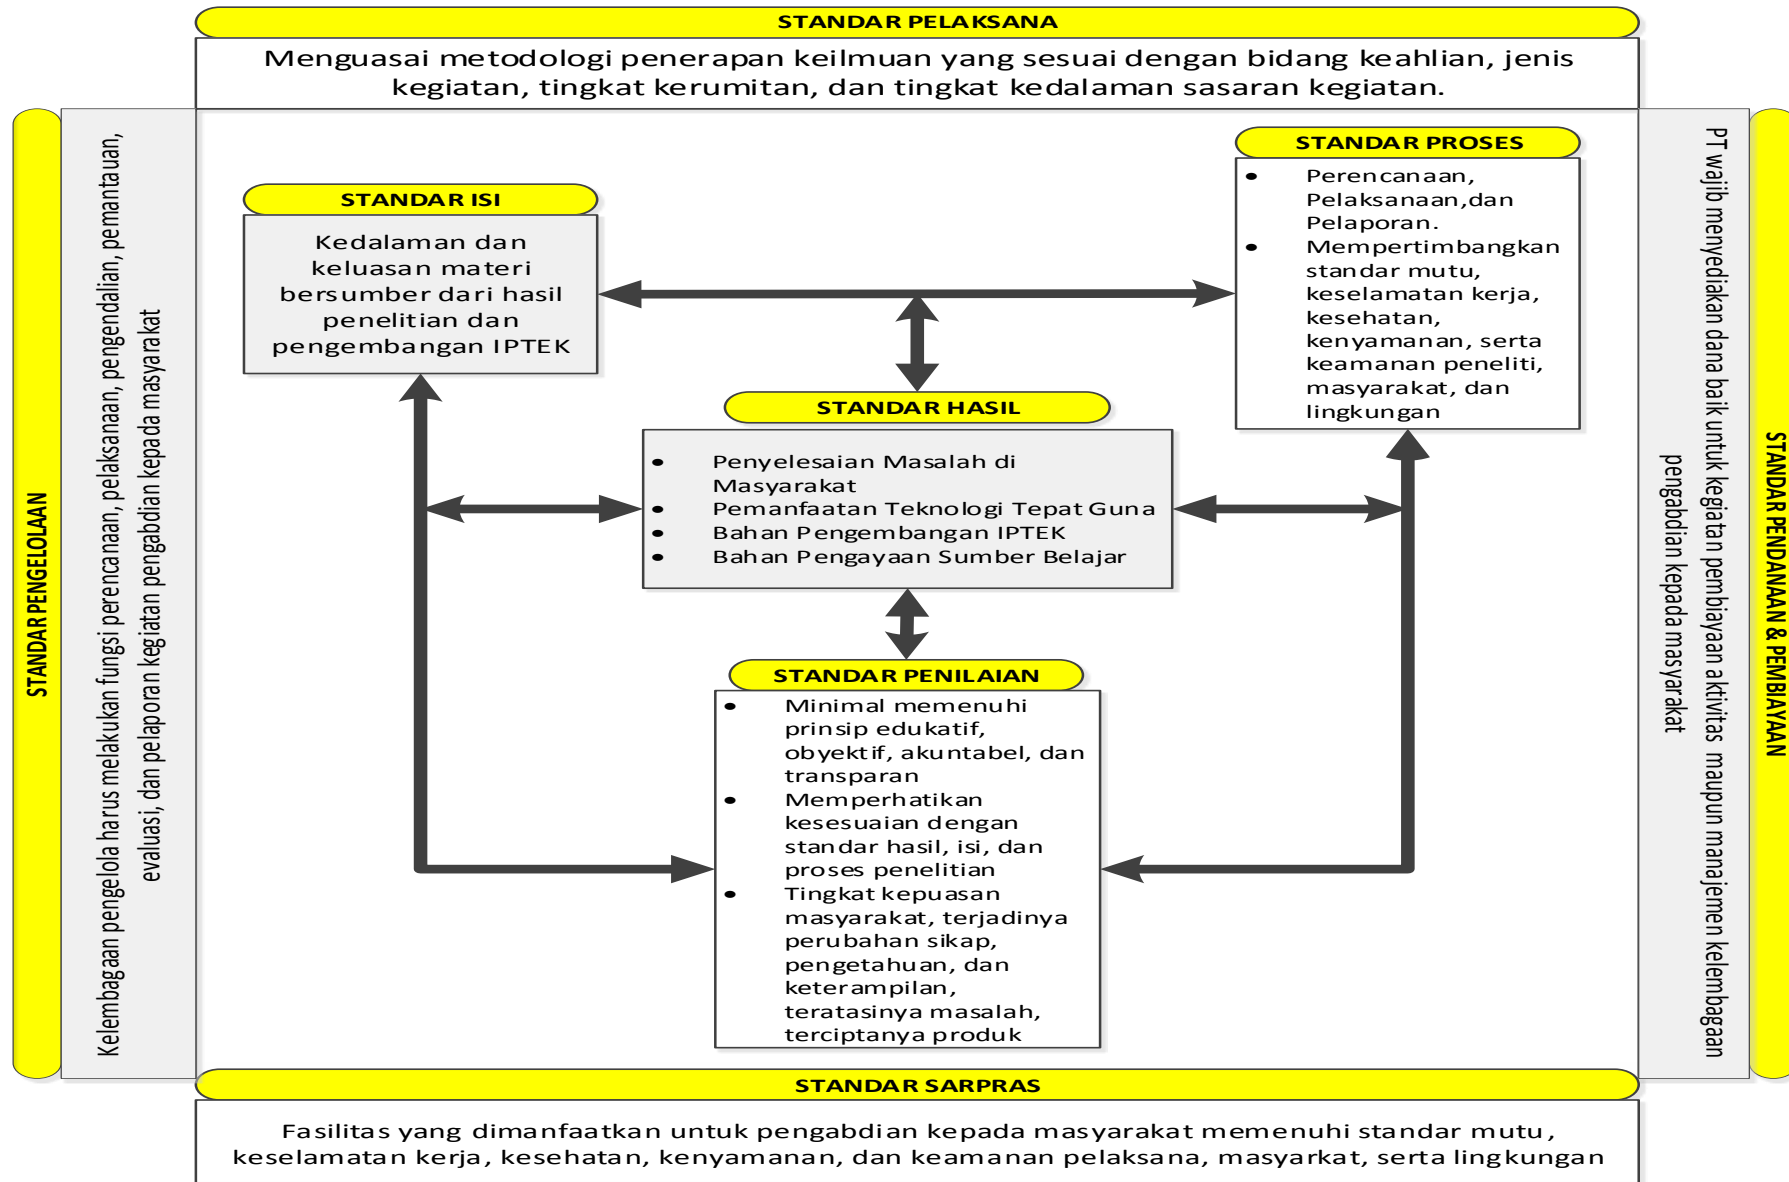 STANDAR PELAKSANA
Menguasai metodologi penerapan keilmuan yang sesuai dengan bidang keahlian, jenis
kegiatan, tingkat kerumitan, dan tingkat kedalaman sasaran kegiatan.
STANDAR PENGELOLAAN
Kelembagaan pengelola harus melakukan fungsi perencanaan, pelaksanaan, pengendalian, pemantauan,
evaluasi, dan pelaporan kegiatan pengabdian kepada masyarakat
STANDAR ISI
Kedalaman dan
keluasan materi
bersumber dari hasil
penelitian dan
pengembangan IPTEK
STANDAR PROSES
• Perencanaan,
Pelaksanaan,dan
Pelaporan.
• Mempertimbangkan
standar mutu,
keselamatan kerja,
kesehatan,
kenyamanan, serta
keamanan peneliti,
masyarakat, dan
lingkungan
STANDAR HASIL
• Penyelesaian Masalah di
Masyarakat
• Pemanfaatan Teknologi Tepat Guna
• Bahan Pengembangan IPTEK
• Bahan Pengayaan Sumber Belajar
STANDAR PENILAIAN
• Minimal memenuhi
prinsip edukatif,
obyektif, akuntabel, dan
transparan
• Memperhatikan
kesesuaian dengan
standar hasil, isi, dan
proses penelitian
• Tingkat kepuasan
masyarakat, terjadinya
perubahan sikap,
pengetahuan, dan
keterampilan,
teratasinya masalah,
terciptanya produk
STANDAR PENDANAAN & PEMBIAYAAN
PT wajib menyediakan dana baik untuk kegiatan pembiayaan aktivitas maupun manajemen kelembagaan
pengabdian kepada masyarakat
STANDAR SARPRAS
Fasilitas yang dimanfaatkan untuk pengabdian kepada masyarakat memenuhi standar mutu,
keselamatan kerja, kesehatan, kenyamanan, dan keamanan pelaksana, masyarkat, serta lingkungan